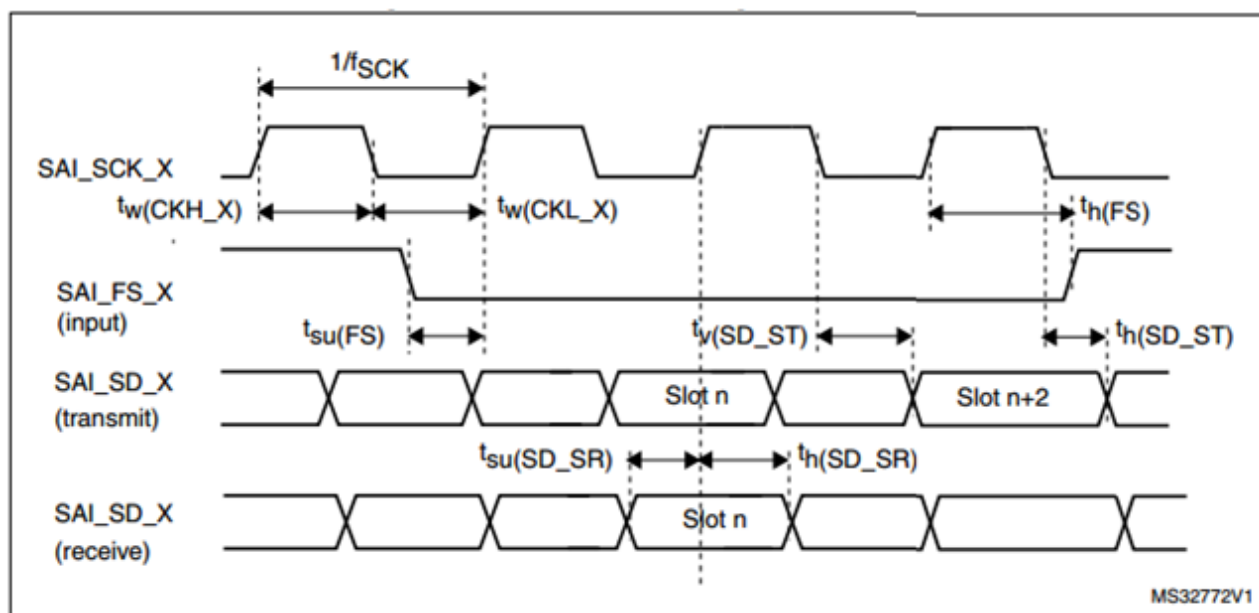 1/fSCK
SAI_SCK_X
tw(CKH_X) tw(CKL_X) th(FS)
SAI_FS_X
(input)
tsu(FS) tv(SD_ST) th(SD_ST)
SAI_SD_X
(transmit)
Slot n Slot n+2
tsu(SD_SR) th(SD_SR)
SAI_SD_X
(receive)
Slot n
MS32772V1